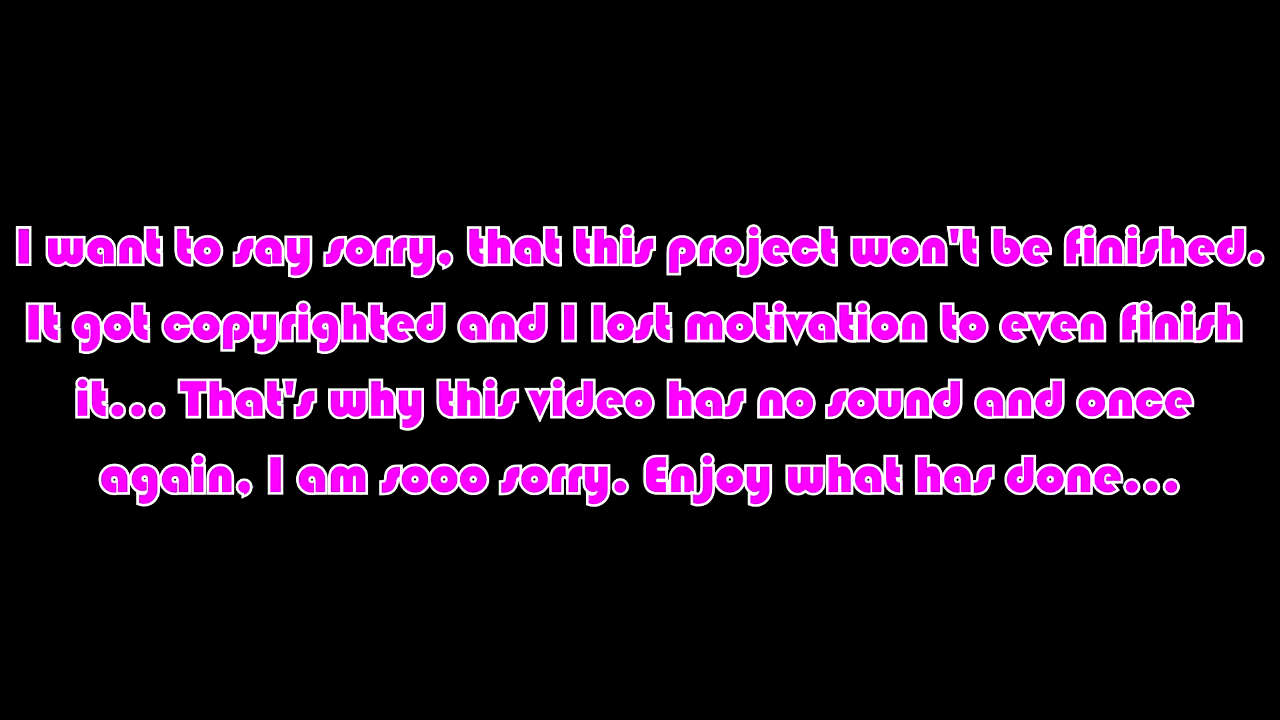 I want to say sorry, that this project won't be finished.
It got copyrighted and I lost motivation to even finish
it... That's why this video has no sound and once
again, I am sooo sorry. Enjoy what has done...